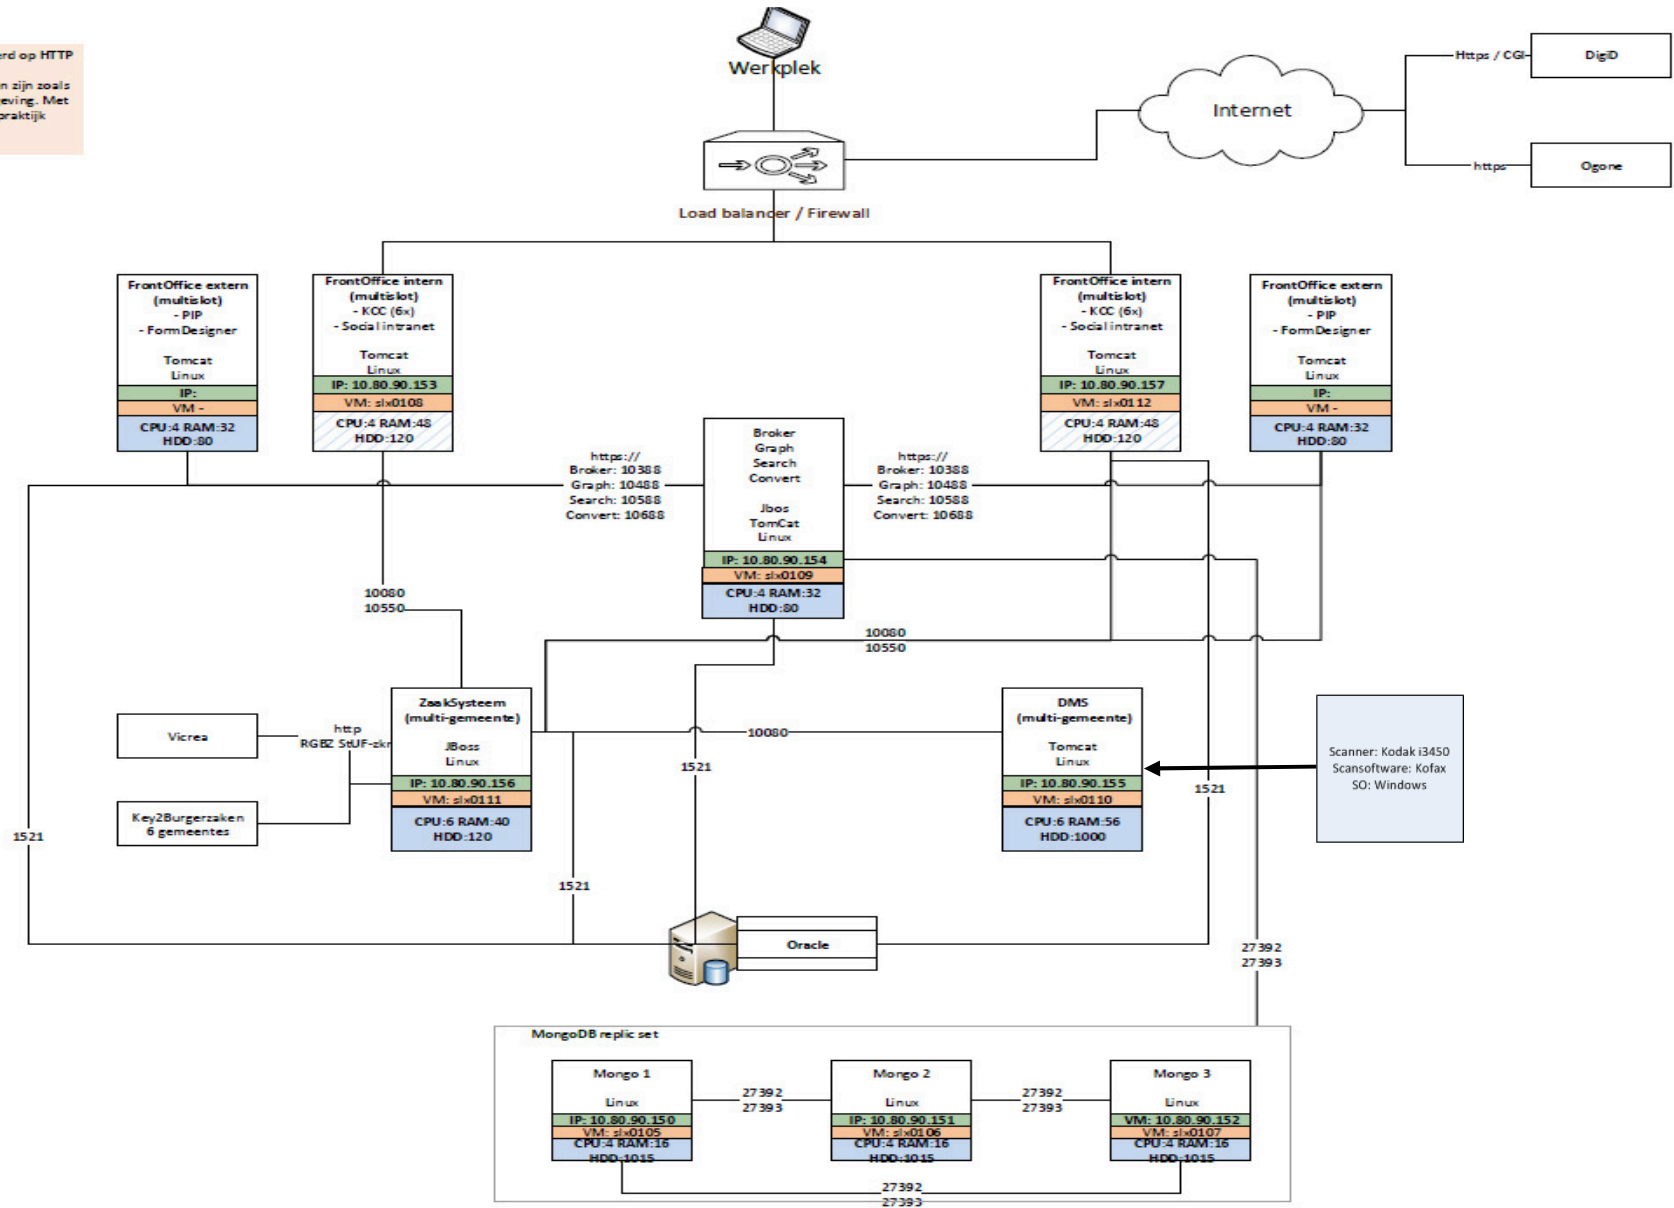 Werkplek
erd op HTTP
n zijn zoals
eving. Met
praktijk
Internet
Https / CGI
DigiD
https
Ogone
Load balancer / Firewall
FrontOffice extern
(multislot)
- PIP
- FormDesigner
Tomcat
Linux
IP:
VM -
CPU:4 RAM:32
HDD:80
FrontOffice intern
(multislot)
- KCC (6x)
- Social intranet
Tomcat
Linux
IP: 10.80.90.153
VM: slx0108
CPU:4 RAM:48
HDD:120
FrontOffice intern
(multislot)
- KCC (6x)
- Social intranet
Tomcat
Linux
IP: 10.80.90.157
VM: slx0112
CPU:4 RAM:48
HDD:120
FrontOffice extern
(multislot)
- PIP
- FormDesigner
Tomcat
Linux
IP:
VM -
CPU:4 RAM:32
HDD:80
https://
Broker: 10388
Graph: 10488
Search: 10588
Convert: 10688
Broker
Graph
Search
Convert
Jbos
TomCat
Linux
IP: 10.80.90.154
VM: slx0109
CPU:4 RAM:32
HDD:80
https://
Broker: 10388
Graph: 10488
Search: 10588
Convert: 10688
10080
10550
10080
10550
Vicrea
http
RGBZ StUF-zkn
Key2Burgerzaken
6 gemeentes
ZaakSysteem
(multi-gemeente)
JBoss
Linux
IP: 10.80.90.156
VM: slx0111
CPU:6 RAM:40
HDD:120
10080
1521
DMS
(multi-gemeente)
Tomcat
Linux
IP: 10.80.90.155
VM: slx0110
CPU:6 RAM:56
HDD:1000
1521
Scanner: Kodak i3450
Scansoftware: Kofax
SO: Windows
1521
1521
Oracle
27392
27393
MongoDB replic set
Mongo 1
Linux
IP: 10.80.90.150
VM: slx0105
CPU:4 RAM:16
HDD:1015
27392
27393
Mongo 2
Linux
IP: 10.80.90.151
VM: slx0106
CPU:4 RAM:16
HDD:1015
27392
27393
Mongo 3
Linux
VM: 10.80.90.152
VM: slx0107
CPU:4 RAM:16
HDD:1015
27392
27393